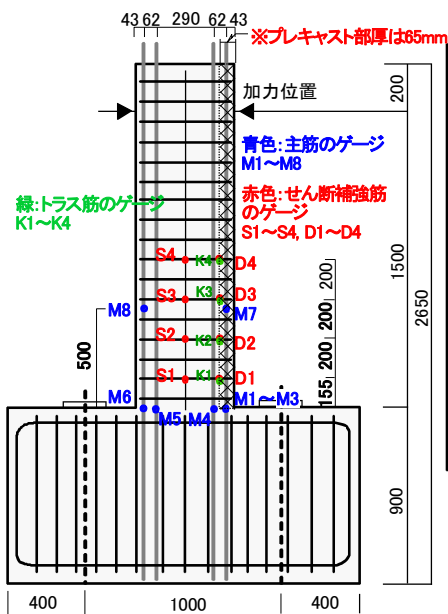 43 62 290 62 43
※プレキャスト部厚は65mm
加力位置
200
青色：主筋のゲージ
M1～M8
緑：トラス筋のゲージ
K1～K4
赤色：せん断補強筋
のゲージ
S1～S4, D1～D4
1500
2650
S4 K4 D4
200
S3 K3 D3
M8 M7
200
500
S2 K2 D2
200
S1 K1 D1
155
M6 M1～M3
M5 M4
900
400 1000 400